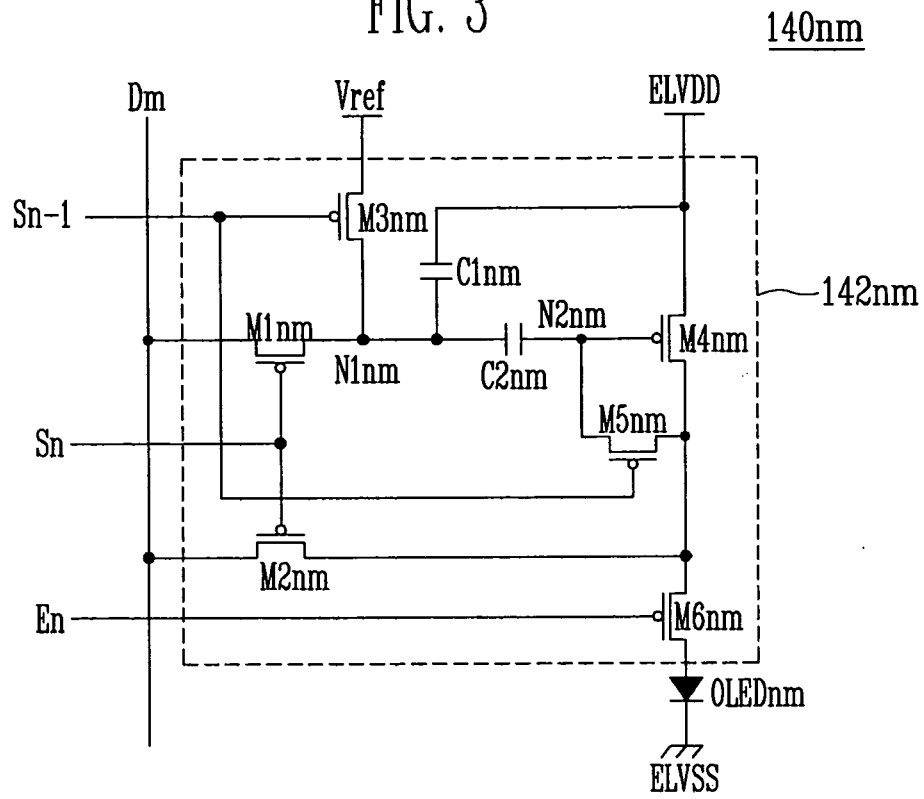 FIG. 3
140nm
Dm
Vref
ELVDD
Sn-1
M3nm
C1nm
142nm
M1nm
N2nm
M4nm
N1nm
C2nm
M5nm
Sn
M2nm
En
M6nm
OLEDnm
ELVSS